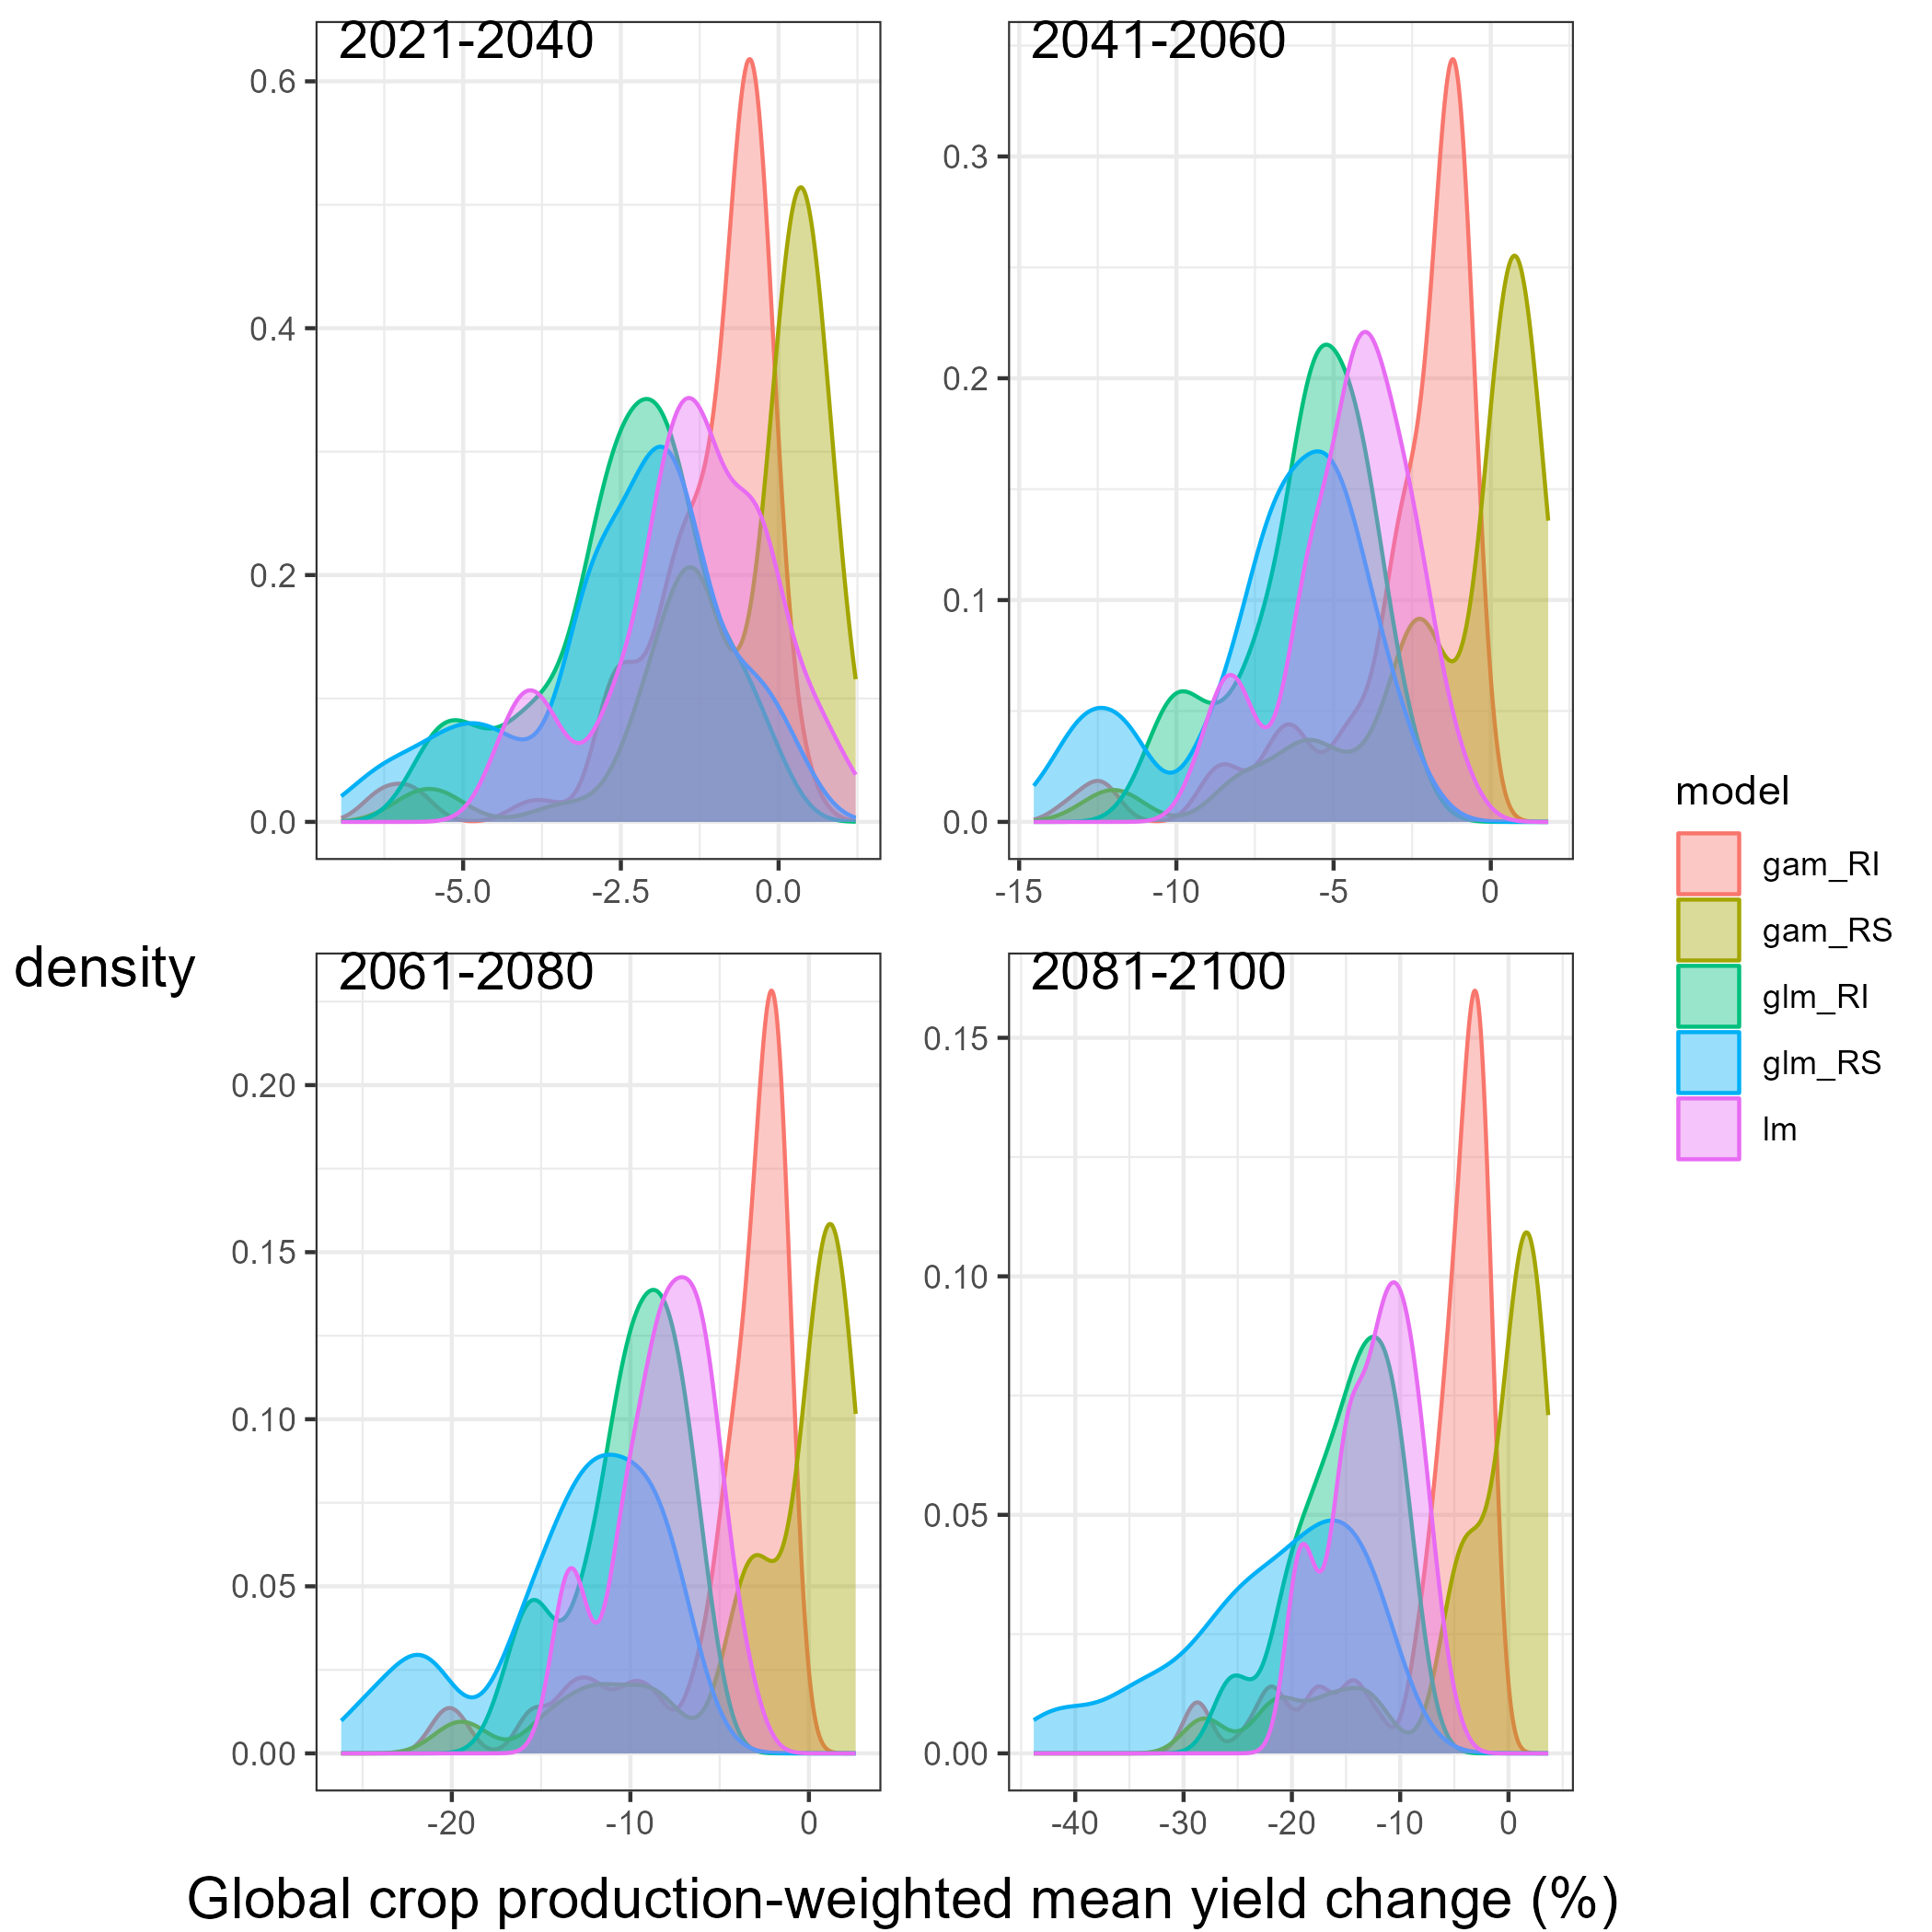 2021-2040
0.6
0.4
0.2
0.0
-5.0 -2.5 0.0
2041-2060
0.3
0.2
0.1
0.0
-15 -10 -5 0
density
2061-2080
0.20
0.15
0.10
0.05
0.00
-20 -10 0
2081-2100
0.15
0.10
0.05
0.00
-40 -30 -20 -10 0
Global crop production-weighted mean yield change (%)
model
gam_RI
gam_RS
glm_RI
glm_RS
lm